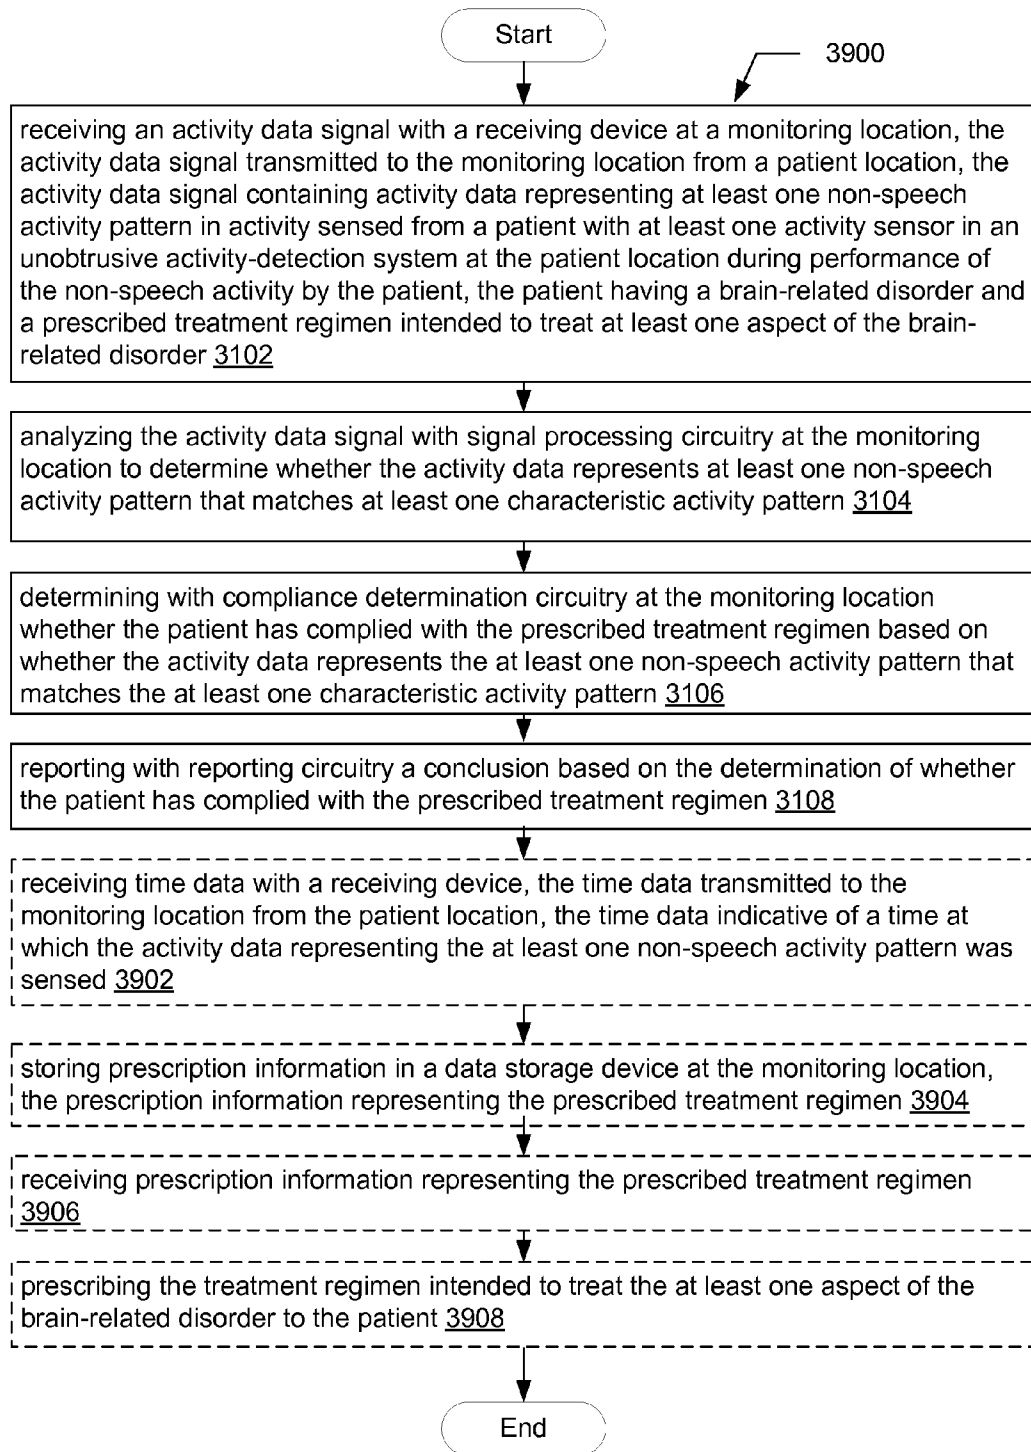 Start
3900
receiving an activity data signal with a receiving device at a monitoring location, the
activity data signal transmitted to the monitoring location from a patient location, the
activity data signal containing activity data representing at least one non-speech
activity pattern in activity sensed from a patient with at least one activity sensor in an
unobtrusive activity-detection system at the patient location during performance of
the non-speech activity by the patient, the patient having a brain-related disorder and
a prescribed treatment regimen intended to treat at least one aspect of the brain-
related disorder 3102
analyzing the activity data signal with signal processing circuitry at the monitoring
location to determine whether the activity data represents at least one non-speech
activity pattern that matches at least one characteristic activity pattern 3104
determining with compliance determination circuitry at the monitoring location
whether the patient has complied with the prescribed treatment regimen based on
whether the activity data represents the at least one non-speech activity pattern that
matches the at least one characteristic activity pattern 3106
reporting with reporting circuitry a conclusion based on the determination of whether
the patient has complied with the prescribed treatment regimen 3108
receiving time data with a receiving device, the time data transmitted to the
monitoring location from the patient location, the time data indicative of a time at
which the activity data representing the at least one non-speech activity pattern was
sensed 3902
storing prescription information in a data storage device at the monitoring location,
the prescription information representing the prescribed treatment regimen 3904
receiving prescription information representing the prescribed treatment regimen
3906
prescribing the treatment regimen intended to treat the at least one aspect of the
brain-related disorder to the patient 3908
End